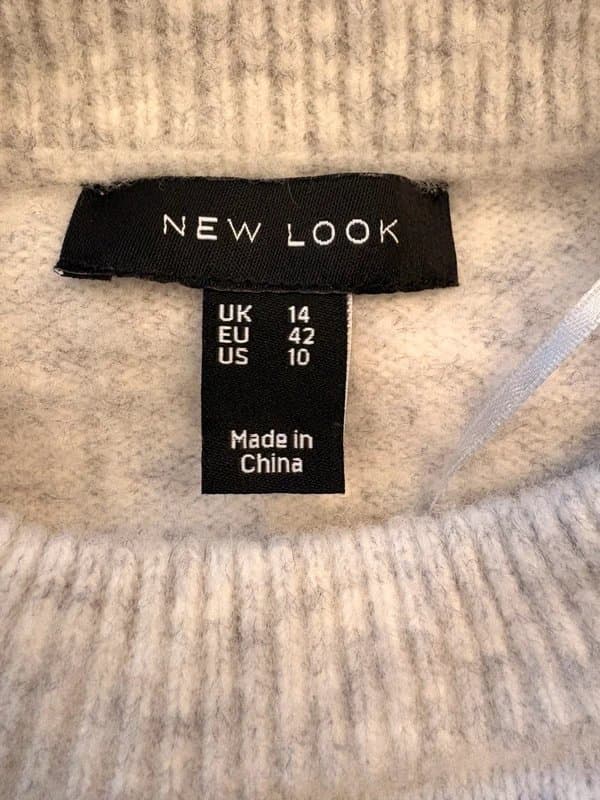 NEW LOOK
UK 14
EU 42
US 10
Made in
China